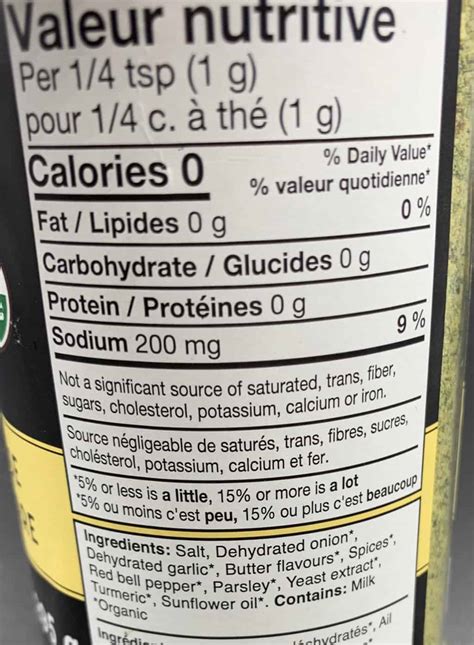 Valeur nutritive
Per 1/4 tsp (1 g)
pour 1/4 c. à thé (1 g)
Calories 0
% Daily Value*
% valeur quotidienne*
Fat / Lipides 0 g
0 %
Carbohydrate / Glucides 0 g
Protein / Protéines 0 g
Sodium 200 mg
9 %
Not a significant source of saturated, trans, fiber,
sugars, cholesterol, potassium, calcium or iron.
Source négligeable de saturés, trans, fibres, sucres,
cholésterol, potassium, calcium et fer.
*5% or less is a little, 15% or more is a lot
*5% ou moins c'est peu, 15% ou plus c'est beaucoup
Ingredients: Salt, Dehydrated onion*,
Dehydrated garlic*, Butter flavours*, Spices*,
Red bell pepper*, Parsley*, Yeast extract*,
Turmeric*, Sunflower oil*. Contains: Milk
*Organic
Ail